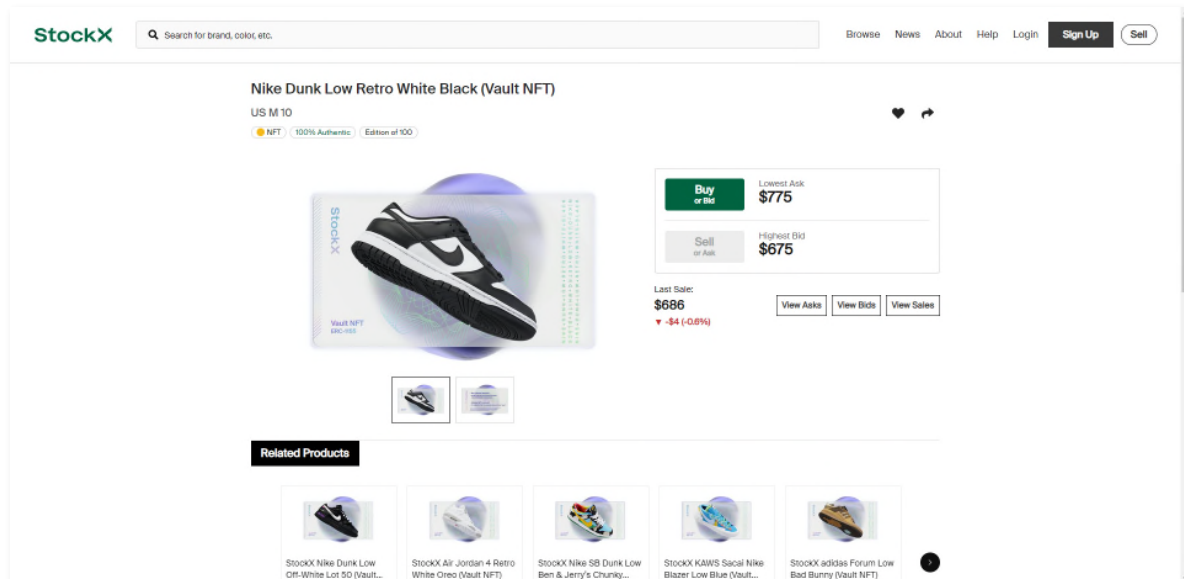 StockX
Search for brand, color, etc.
Browse News About Help Login Sign Up Sell
Nike Dunk Low Retro White Black (Vault NFT)
US M 10
NFT 100% Authentic Edition of 100
StockX
Vault NFT
ERC-1155
Buy
or Bid
Lowest Ask
$775
Sell
or Ask
Highest Bid
$675
Last Sale:
$686
▼ -$4 (-0.6%)
View Asks View Bids View Sales
Related Products
StockX Nike Dunk Low
Off-White Lot 50 (Vault...
StockX Air Jordan 4 Retro
White Oreo (Vault NFT)
StockX Nike SB Dunk Low
Ben & Jerry's Chunky...
StockX KAWS Sacai Nike
Blazer Low Blue (Vault...
StockX adidas Forum Low
Bad Bunny (Vault NFT)